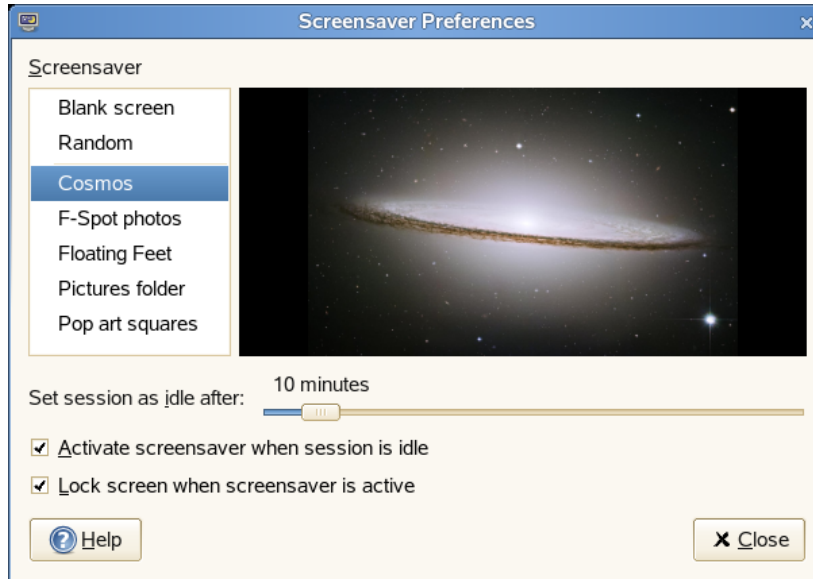 Screensaver Preferences
Screensaver
Blank screen
Random
Cosmos
F-Spot photos
Floating Feet
Pictures folder
Pop art squares
10 minutes
Set session as idle after:
Activate screensaver when session is idle
Lock screen when screensaver is active
Help
Close